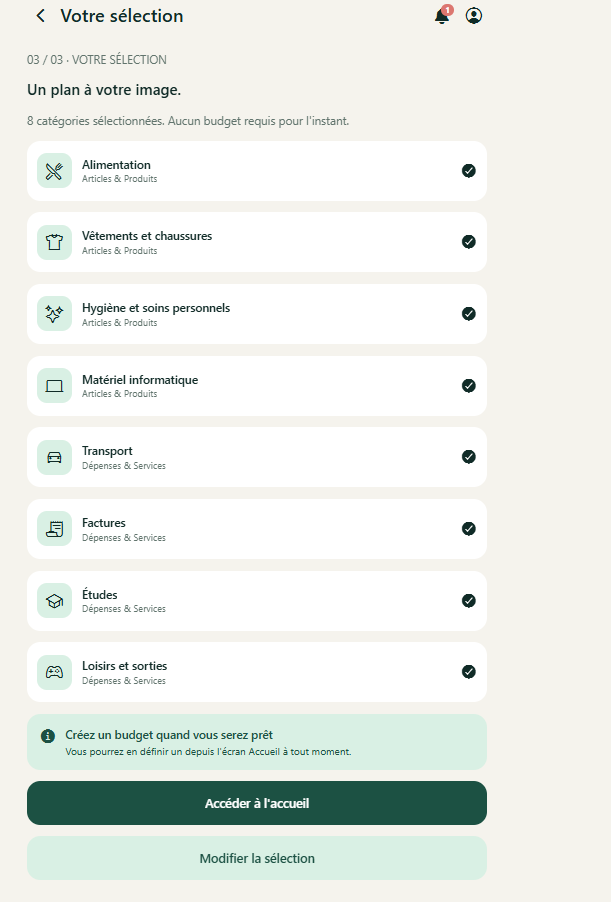 Votre sélection
1
03 / 03 · VOTRE SÉLECTION
Un plan à votre image.
8 catégories sélectionnées. Aucun budget requis pour l'instant.
Alimentation
Articles & Produits
Vêtements et chaussures
Articles & Produits
Hygiène et soins personnels
Articles & Produits
Matériel informatique
Articles & Produits
Transport
Dépenses & Services
Factures
Dépenses & Services
Études
Dépenses & Services
Loisirs et sorties
Dépenses & Services
Créez un budget quand vous serez prêt
Vous pourrez en définir un depuis l'écran Accueil à tout moment.
Accéder à l'accueil
Modifier la sélection